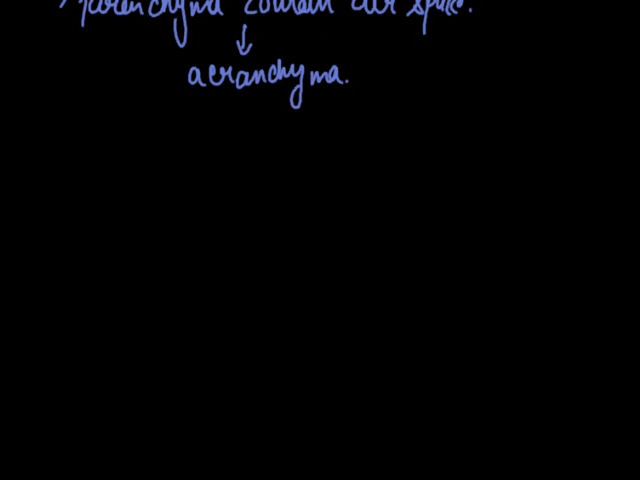 parenchyma contain air space.
↓
aeranchyma.